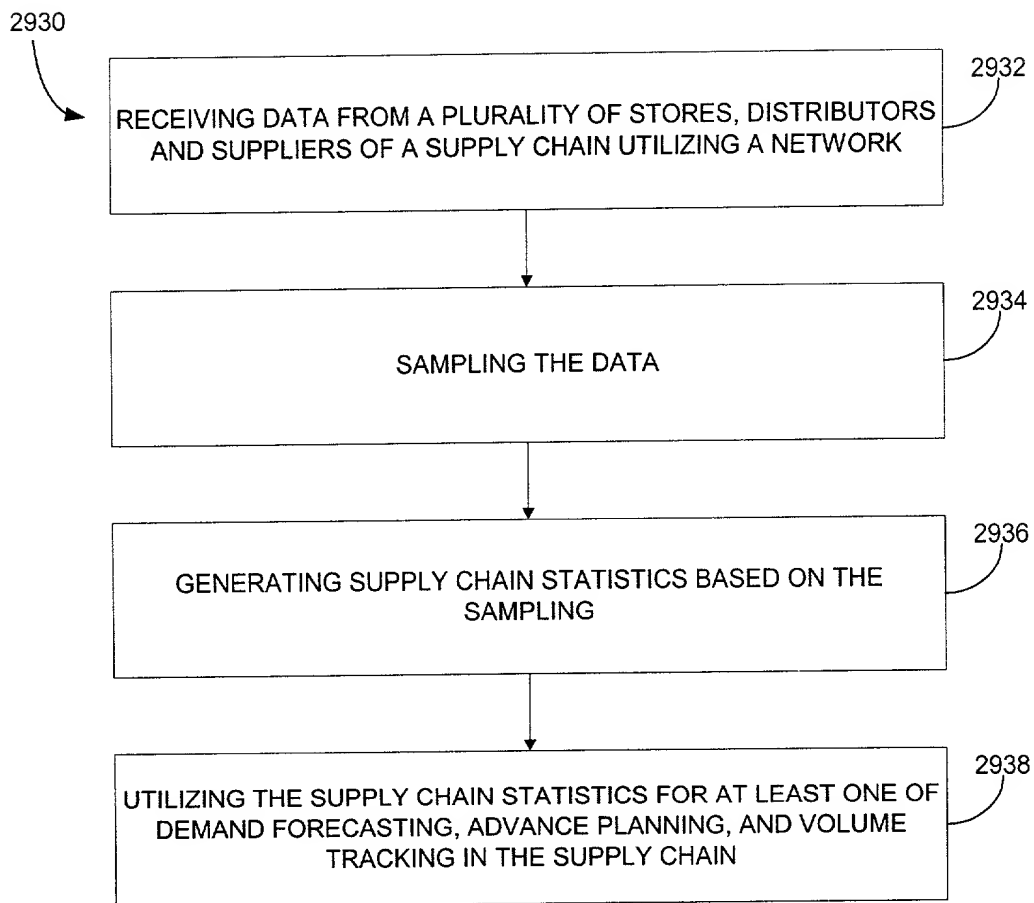 2930
2932
RECEIVING DATA FROM A PLURALITY OF STORES, DISTRIBUTORS
AND SUPPLIERS OF A SUPPLY CHAIN UTILIZING A NETWORK
2934
SAMPLING THE DATA
2936
GENERATING SUPPLY CHAIN STATISTICS BASED ON THE
SAMPLING
2938
UTILIZING THE SUPPLY CHAIN STATISTICS FOR AT LEAST ONE OF
DEMAND FORECASTING, ADVANCE PLANNING, AND VOLUME
TRACKING IN THE SUPPLY CHAIN